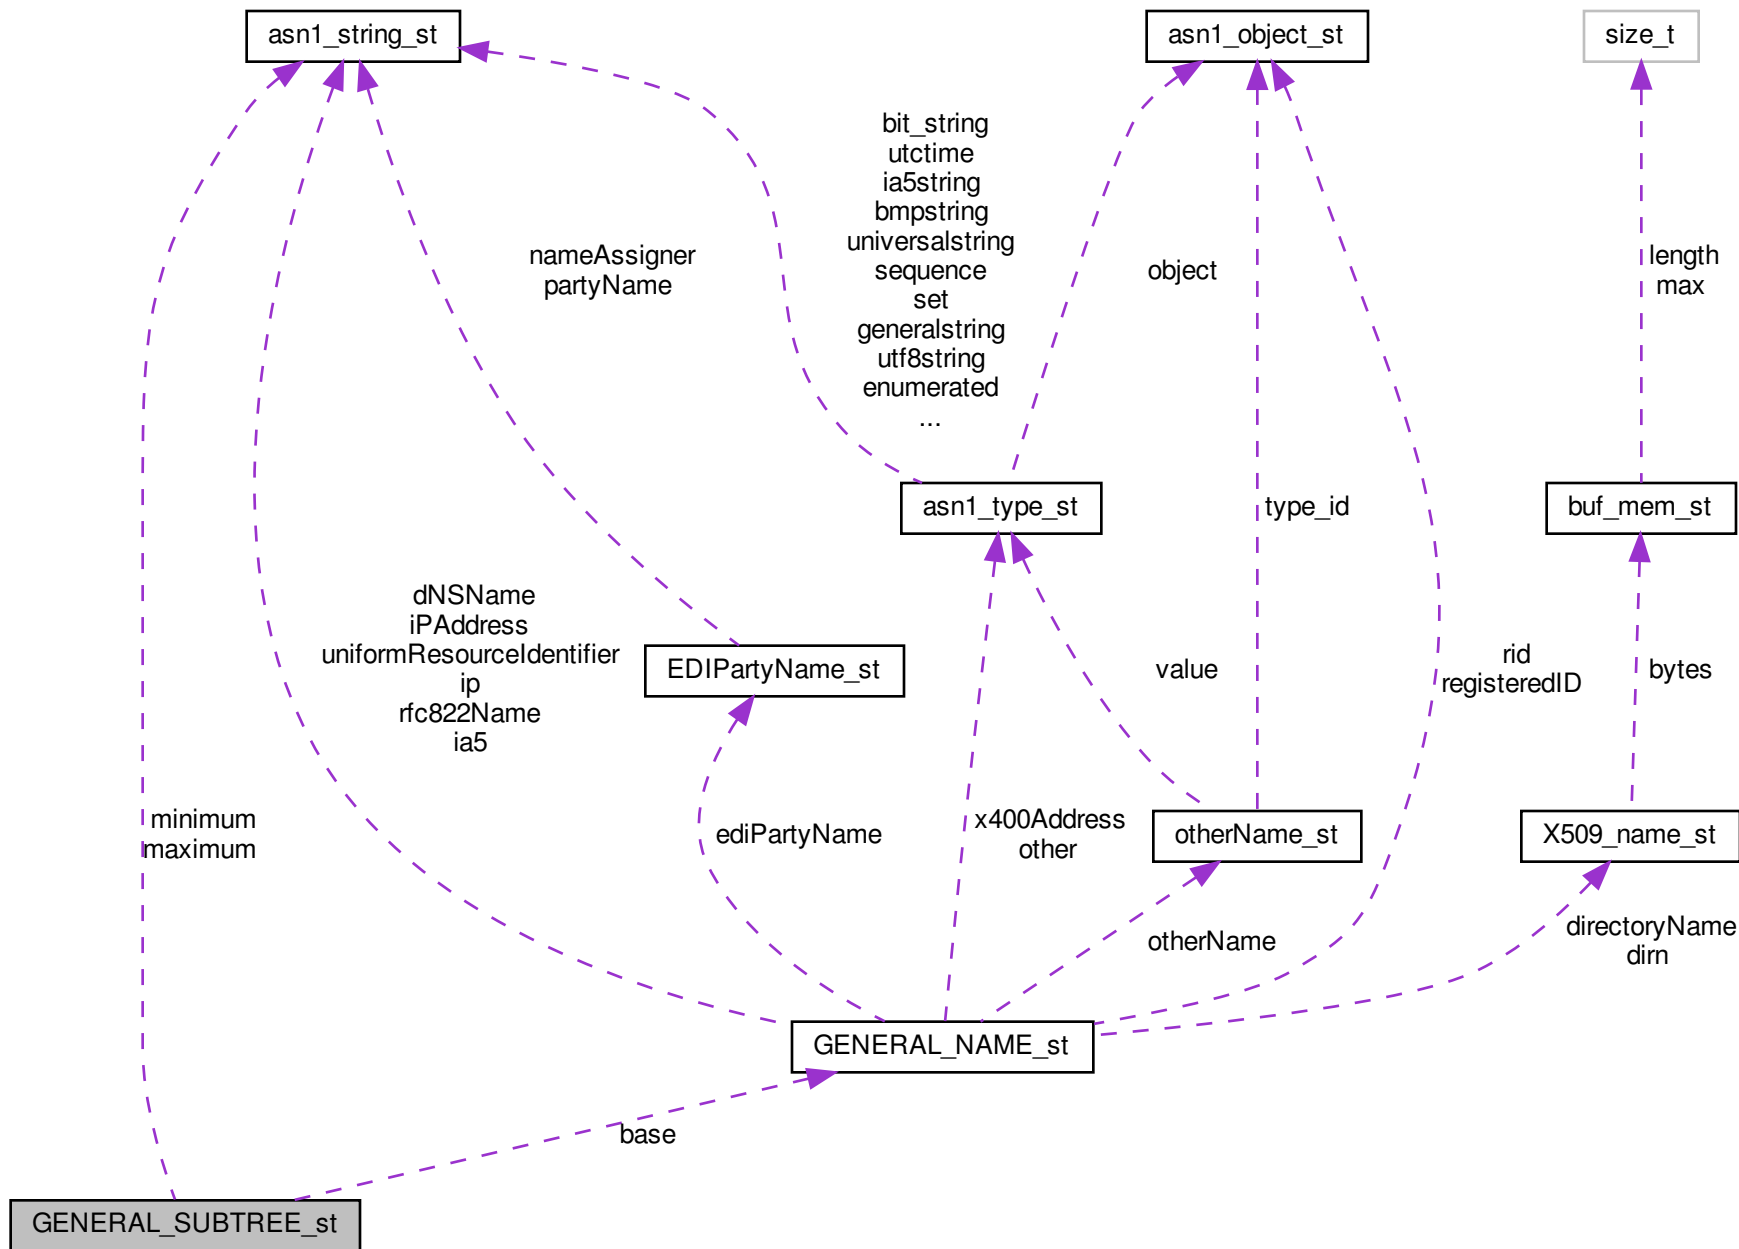 asn1_string_st
asn1_object_st
size_t
bit_string
utctime
ia5string
bmpstring
universalstring
sequence
set
generalstring
utf8string
enumerated
...
nameAssigner
partyName
object
length
max
asn1_type_st
type_id
buf_mem_st
dNSName
iPAddress
uniformResourceIdentifier
ip
rfc822Name
ia5
EDIPartyName_st
value
rid
registeredID
bytes
minimum
maximum
ediPartyName
x400Address
other
otherName_st
X509_name_st
otherName
directoryName
dirn
GENERAL_NAME_st
base
GENERAL_SUBTREE_st